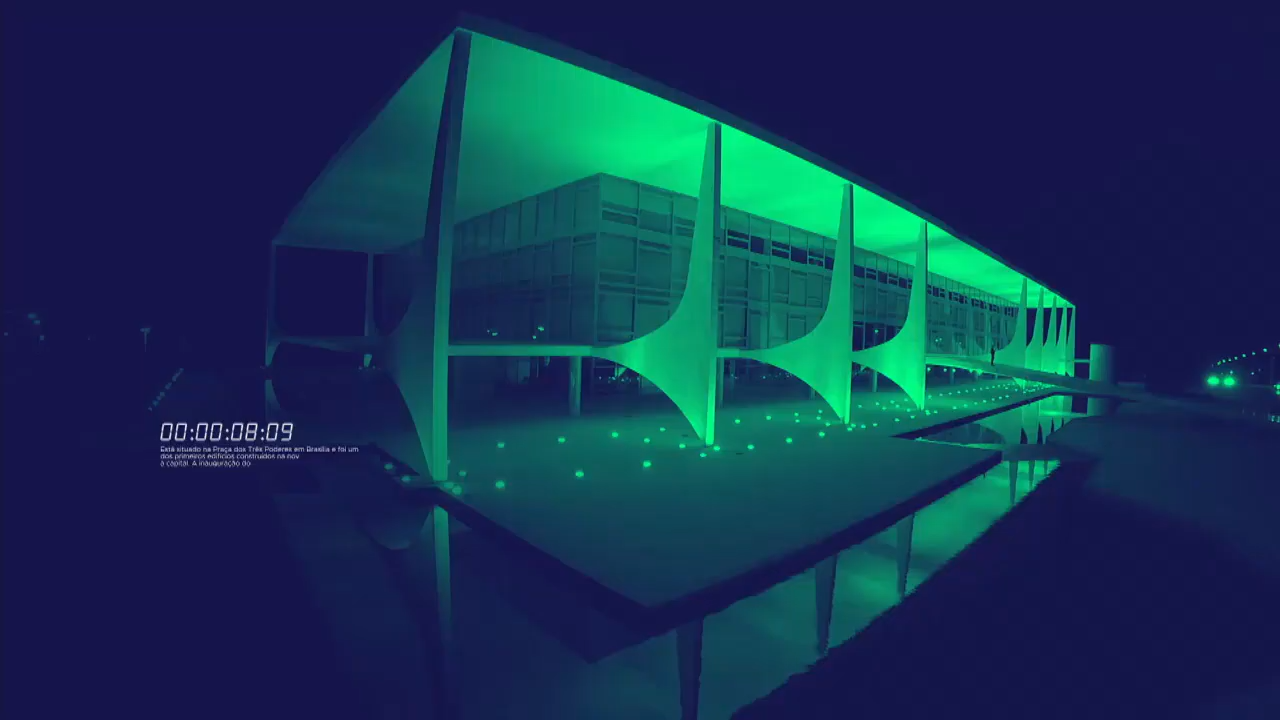 00:00:08:09
Está situado na Praça dos Três Poderes em Brasília e foi um
dos primeiros edifícios construídos na nov
a capital. A inauguração do